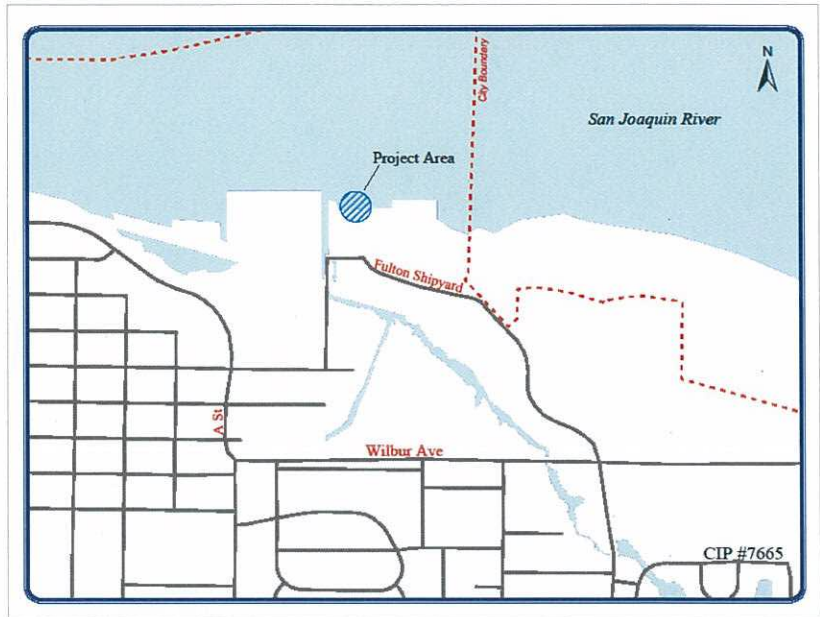 N
City Boundary
San Joaquin River
Project Area
Fulton Shipyard
A St
Wilbur Ave
CIP #7665